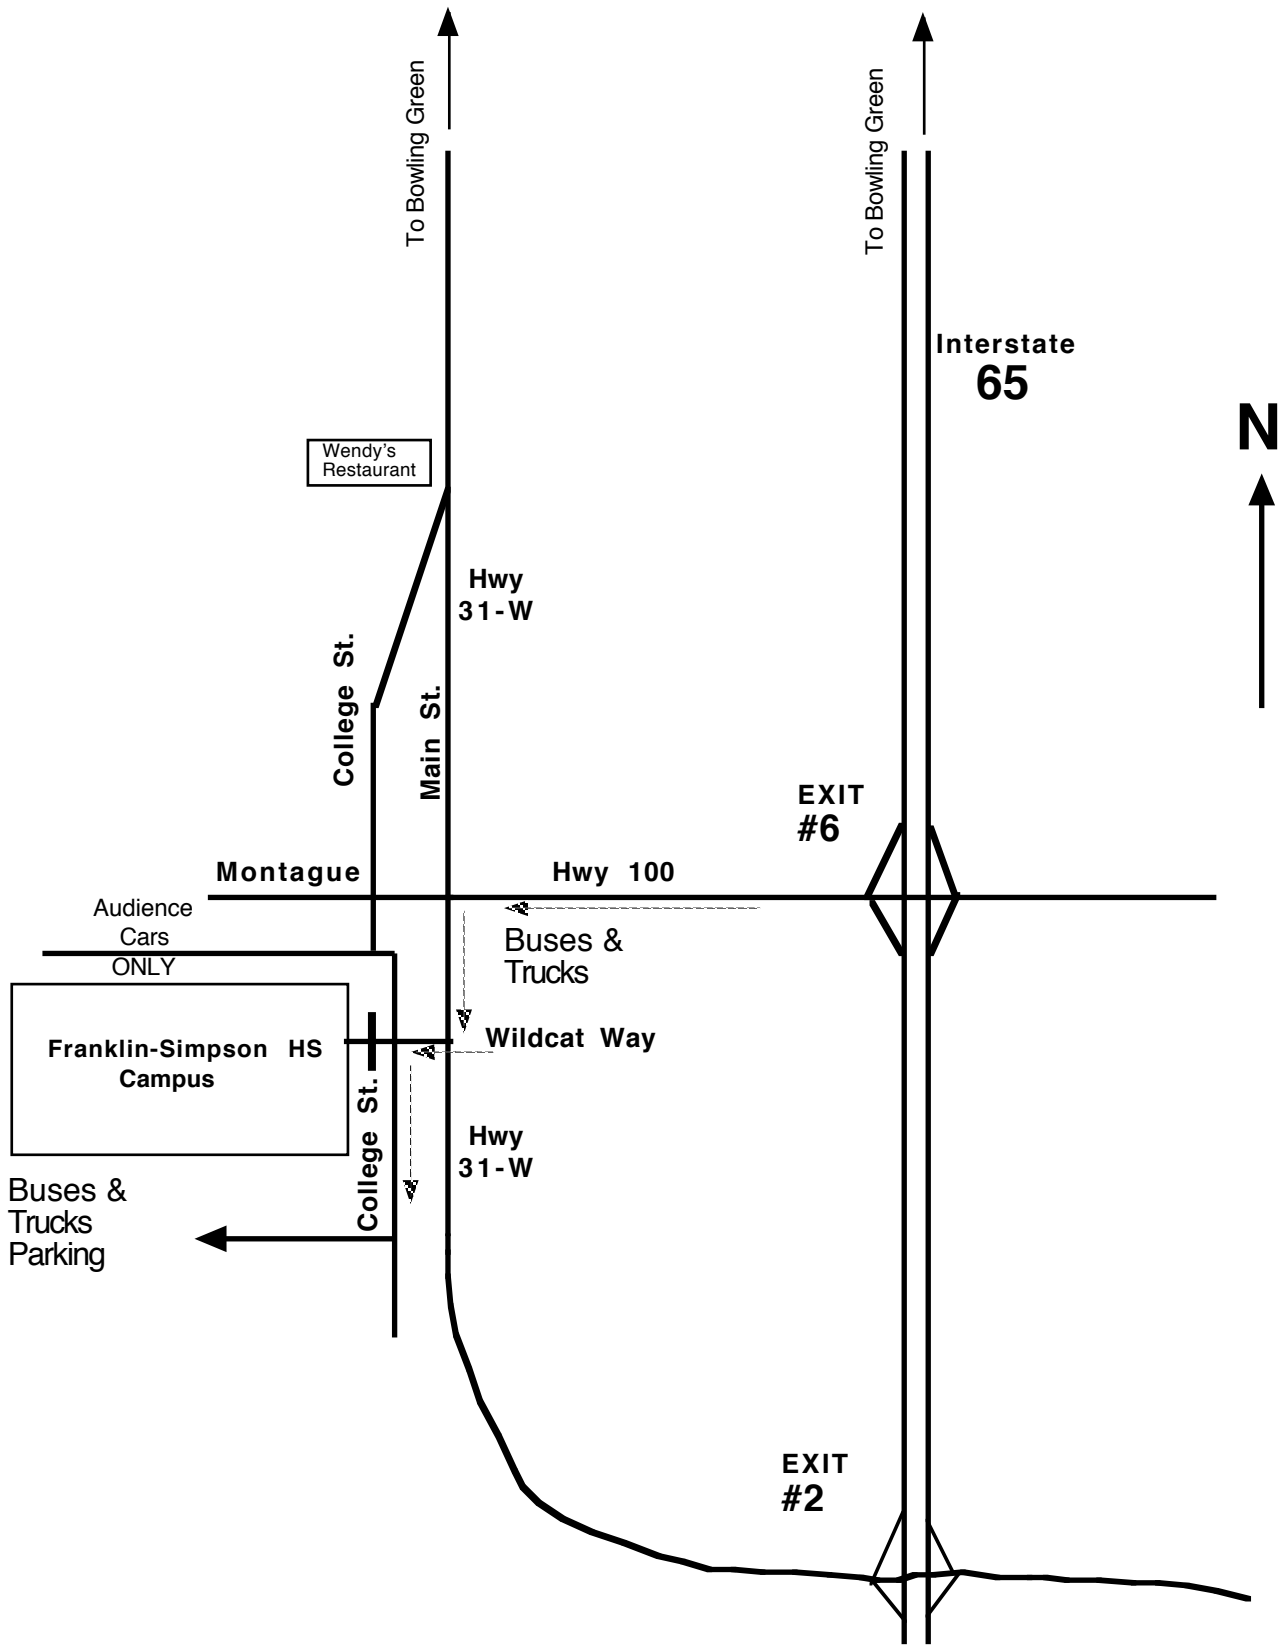 To Bowling Green
To Bowling Green
Interstate
65
N
Wendy's
Restaurant
Hwy
31-W
College St.
Main St.
EXIT
#6
Montague
Hwy 100
Audience
Cars
ONLY
Buses &
Trucks
Franklin-Simpson HS
Campus
Wildcat Way
College St.
Hwy
31-W
Buses &
Trucks
Parking
EXIT
#2